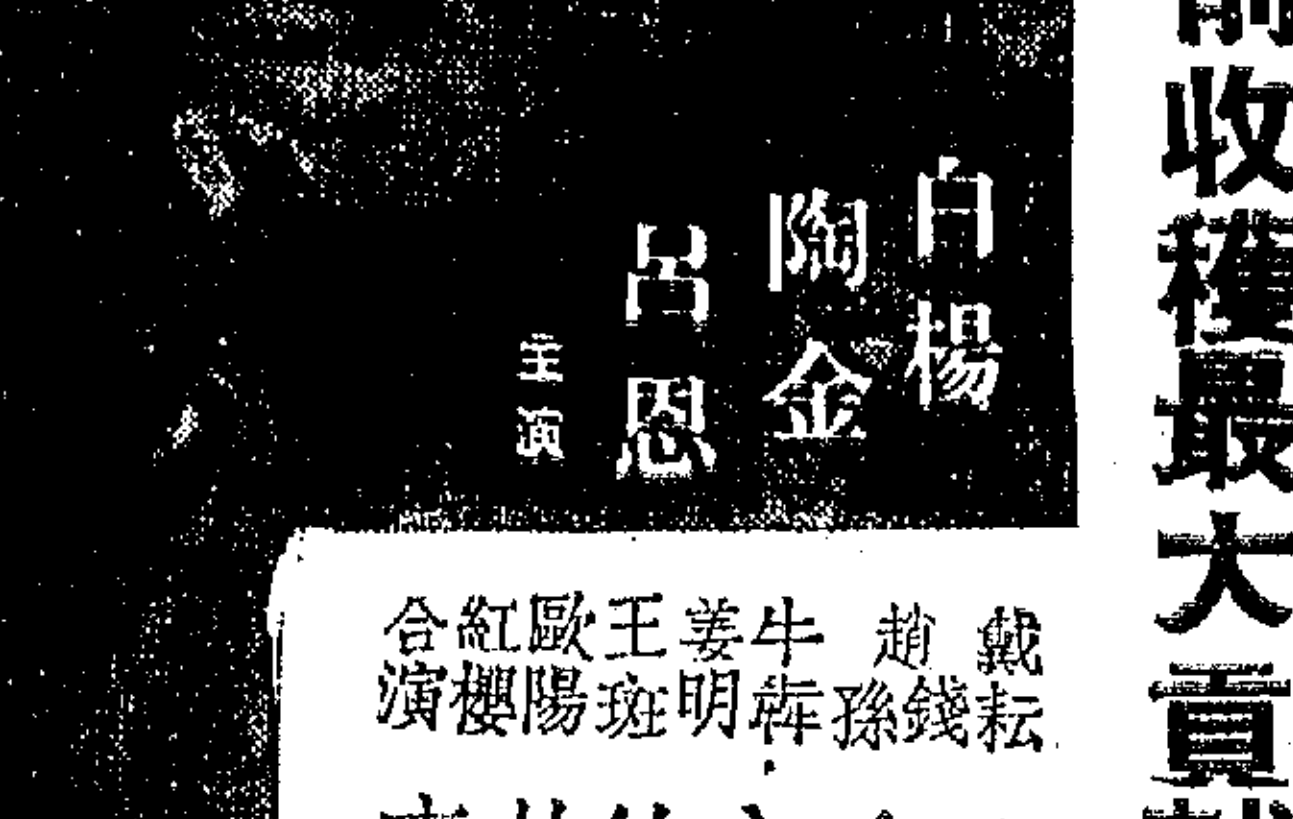 收穫最大貢
白楊
陶金
呂恩
主演
戴耘
趙錢孫
牛犇
姜明
王斑
歐陽
紅櫻
合演